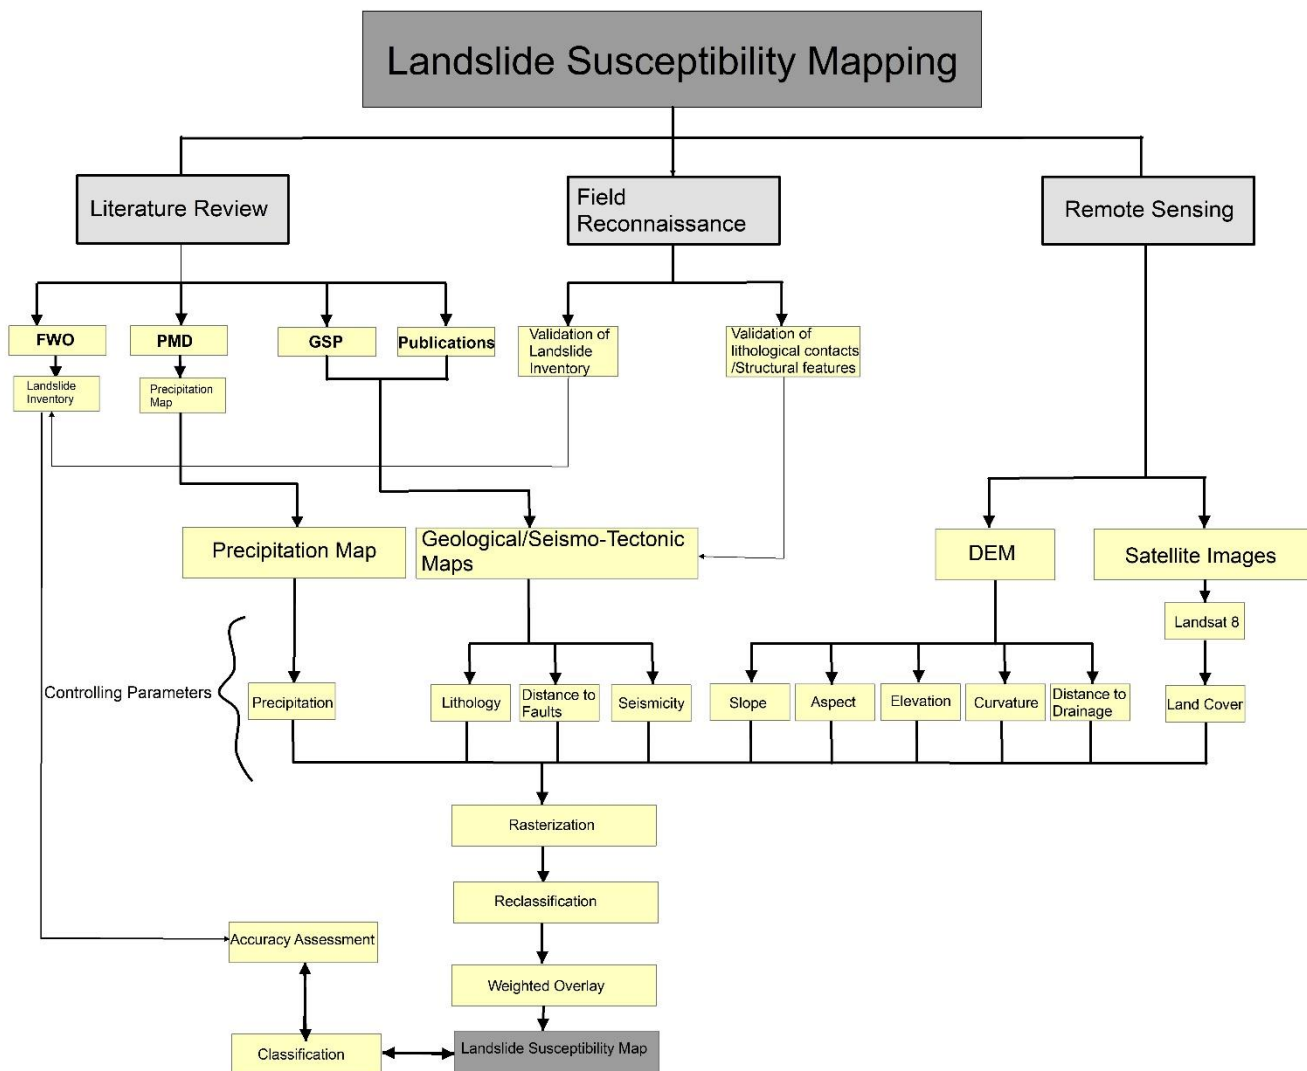 Landslide Susceptibility Mapping
Literature Review
Field
Reconnaissance
Remote Sensing
FWO
PMD
GSP
Publications
Validation of
Landslide
Inventory
Validation of
lithological contacts
/Structural features
Landslide
Inventory
Precipitation
Map
Precipitation Map
Geological/Seismo-Tectonic
Maps
DEM
Satellite Images
Landsat 8
Controlling Parameters
Precipitation
Lithology
Distance to
Faults
Seismicity
Slope
Aspect
Elevation
Curvature
Distance to
Drainage
Land Cover
Rasterization
Reclassification
Accuracy Assessment
Weighted Overlay
Classification
Landslide Susceptibility Map